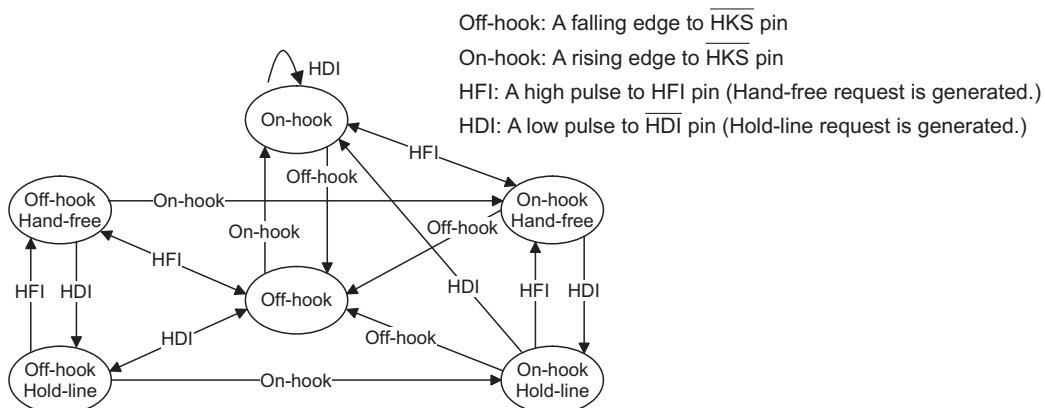 Off-hook: A falling edge to HKS pin
On-hook: A rising edge to HKS pin
HFI: A high pulse to HFI pin (Hand-free request is generated.)
HDI: A low pulse to HDI pin (Hold-line request is generated.)
HDI
On-hook
HFI
Off-hook
Off-hook
Hand-free
On-hook
On-hook
Hand-free
On-hook
Off-hook
HFI
HFI
HDI
Off-hook
HDI
HFI
HDI
HDI
Off-hook
Off-hook
Hold-line
On-hook
On-hook
Hold-line